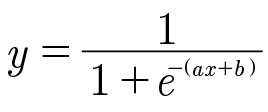 y = 1 / (1 + e^{-(ax+b)})